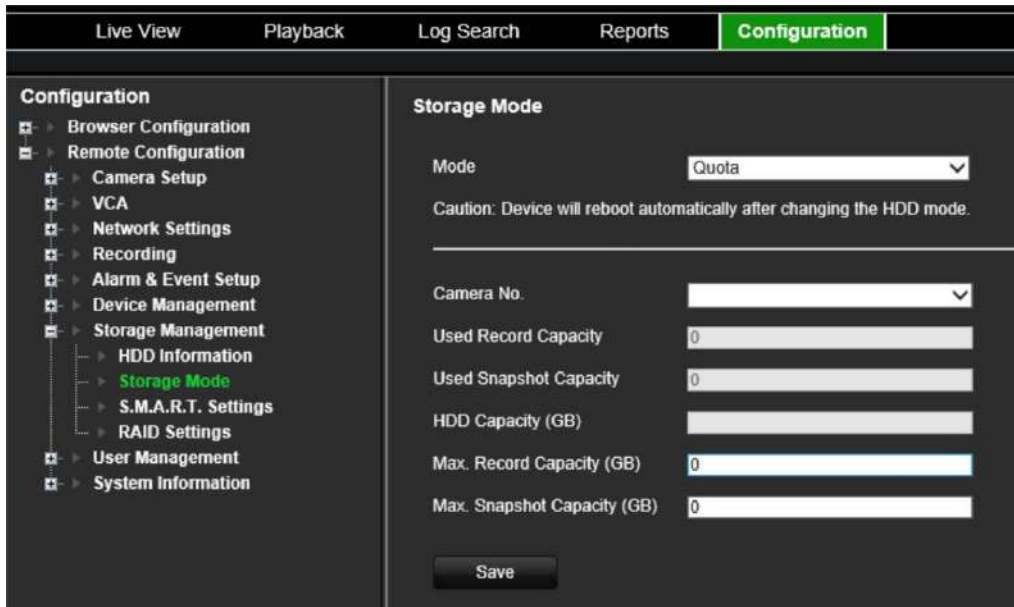 Live View Playback Log Search Reports Configuration
Configuration
Browser Configuration
Remote Configuration
Camera Setup
VCA
Network Settings
Recording
Alarm & Event Setup
Device Management
Storage Management
HDD Information
Storage Mode
S.M.A.R.T. Settings
RAID Settings
User Management
System Information
Storage Mode
Mode Quota
Caution: Device will reboot automatically after changing the HDD mode.
Camera No.
Used Record Capacity 0
Used Snapshot Capacity 0
HDD Capacity (GB)
Max. Record Capacity (GB) 0
Max. Snapshot Capacity (GB) 0
Save